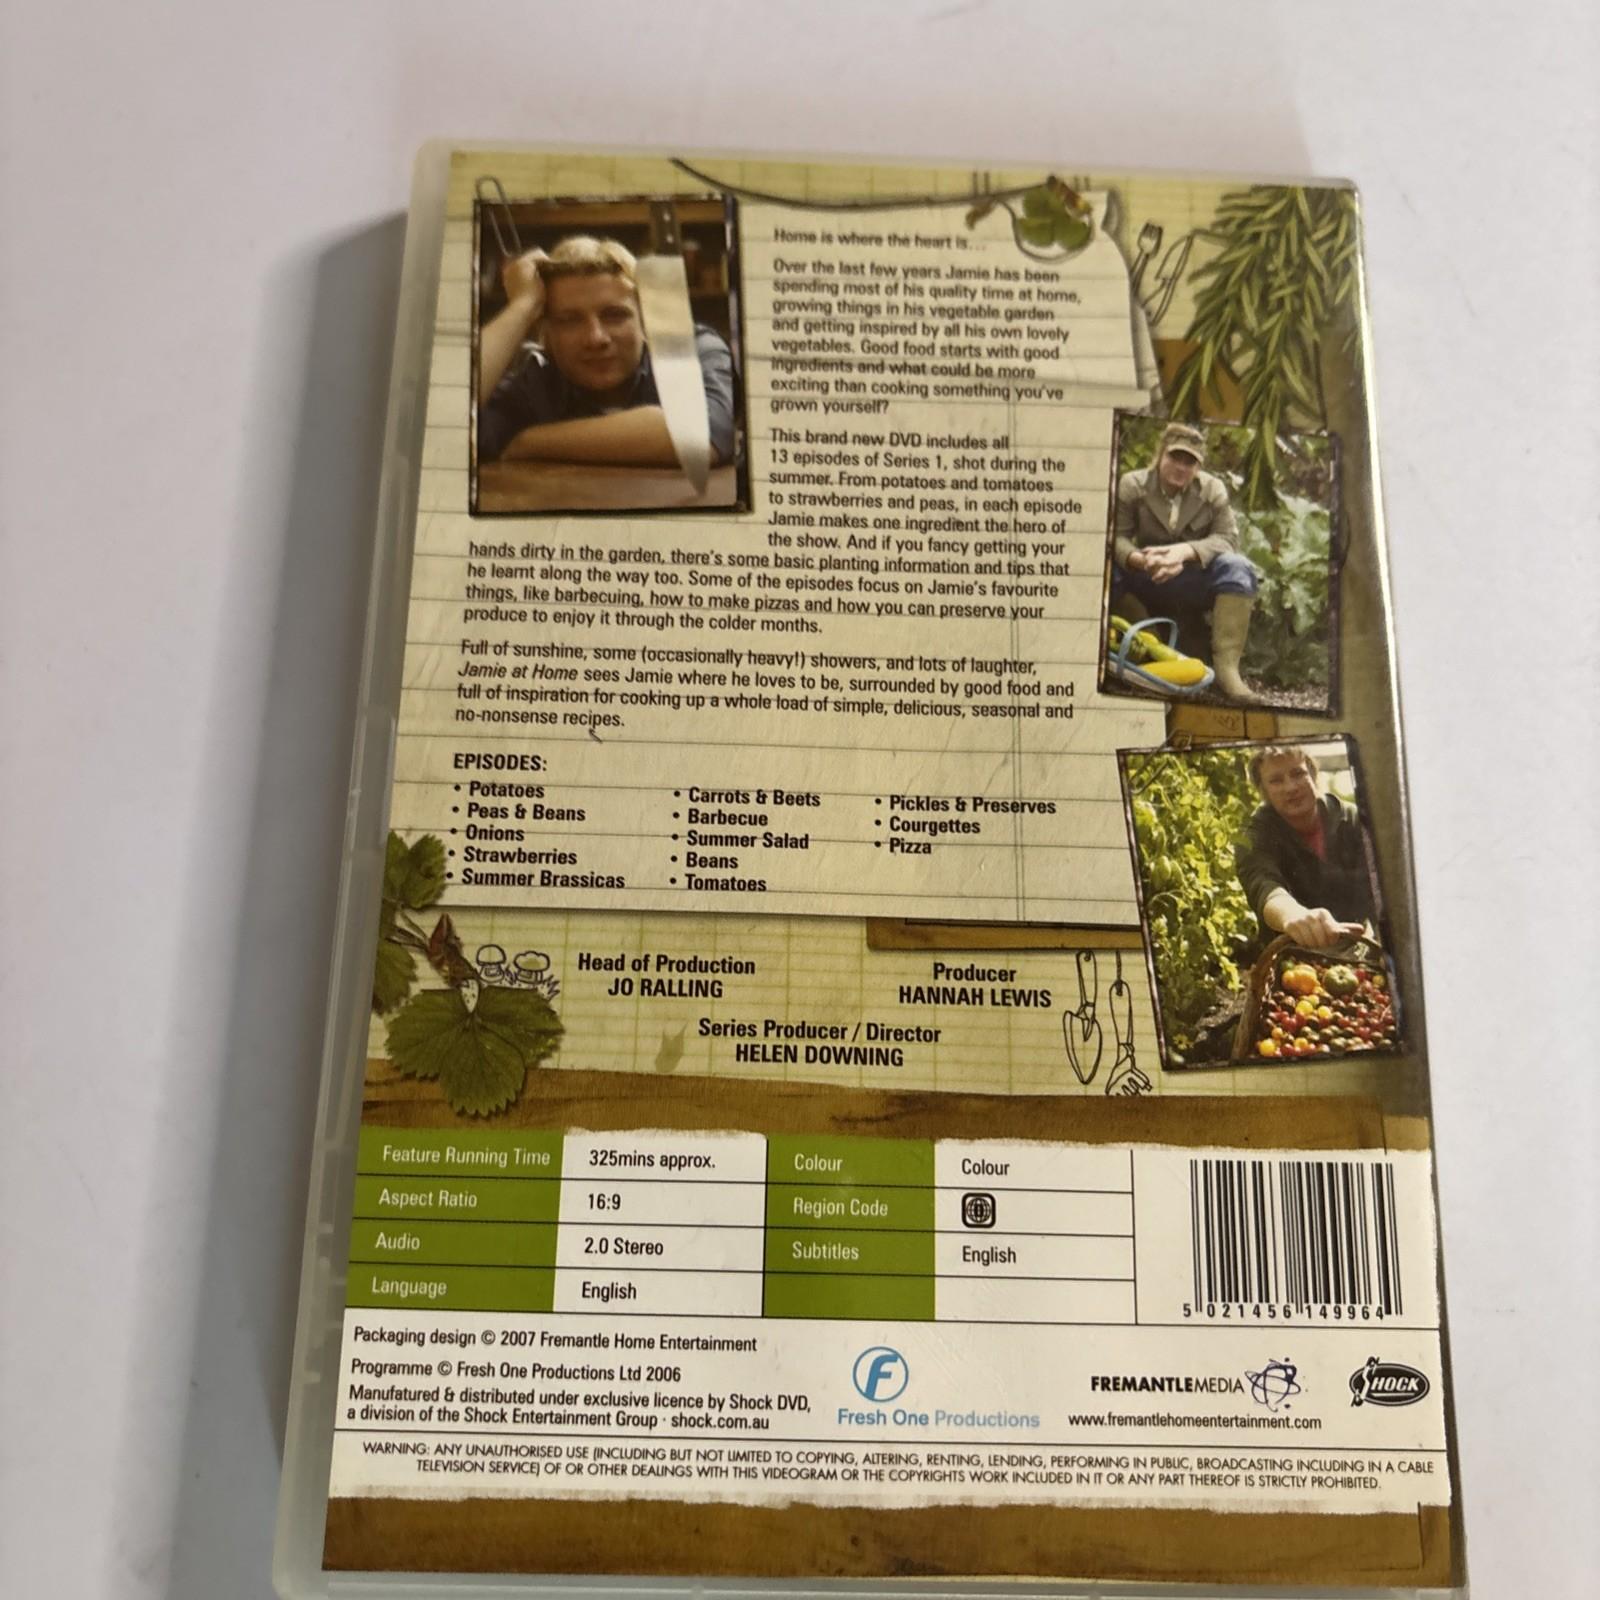 Home is where the heart is...
Over the last few years Jamie has been
spending most of his quality time at home,
growing things in his vegetable garden
and getting inspired by all his own lovely
vegetables. Good food starts with good
ingredients and what could be more
exciting than cooking something you've
grown yourself?
This brand new DVD includes all
13 episodes of Series 1, shot during the
summer. From potatoes and tomatoes
to strawberries and peas, in each episode
Jamie makes one ingredient the hero of
the show. And if you fancy getting your
hands dirty in the garden, there's some basic planting information and tips that
he learnt along the way too. Some of the episodes focus on Jamie's favourite
things, like barbecuing, how to make pizzas and how you can preserve your
produce to enjoy it through the colder months.
Full of sunshine, some (occasionally heavy!) showers, and lots of laughter,
Jamie at Home sees Jamie where he loves to be, surrounded by good food and
full of inspiration for cooking up a whole load of simple, delicious, seasonal and
no-nonsense recipes.
EPISODES:
• Potatoes
• Peas & Beans
• Onions
• Strawberries
• Summer Brassicas
• Carrots & Beets
• Barbecue
• Summer Salad
• Beans
• Tomatoes
• Pickles & Preserves
• Courgettes
• Pizza
Head of Production
JO RALLING
Producer
HANNAH LEWIS
Series Producer / Director
HELEN DOWNING
Feature Running Time 325mins approx.
Aspect Ratio 16:9
Audio 2.0 Stereo
Language English
Colour Colour
Region Code 0
Subtitles English
5 021456 149964
Packaging design © 2007 Fremantle Home Entertainment
Programme © Fresh One Productions Ltd 2006
Manufatured & distributed under exclusive licence by Shock DVD,
a division of the Shock Entertainment Group · shock.com.au
F
Fresh One Productions
FREMANTLEMEDIA
www.fremantlehomeentertainment.com
SHOCK
WARNING: ANY UNAUTHORISED USE (INCLUDING BUT NOT LIMITED TO COPYING, ALTERING, RENTING, LENDING, PERFORMING IN PUBLIC, BROADCASTING INCLUDING IN A CABLE
TELEVISION SERVICE) OF OR OTHER DEALINGS WITH THIS VIDEOGRAM OR THE COPYRIGHTS WORK INCLUDED IN IT OR ANY PART THEREOF IS STRICTLY PROHIBITED.